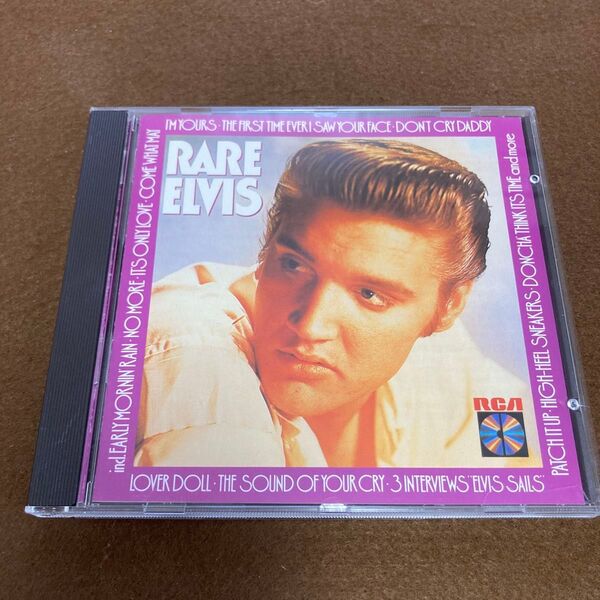 I'M YOURS · THE FIRST TIME EVER I SAW YOUR FACE · DON'T CRY DADDY
RARE
ELVIS
incl. EARLY MORNIN RAIN · NO MORE · ITS ONLY LOVE · COME WHAT MAY
PATCH IT UP · HIGH-HEEL SNEAKERS · DONCHA THINK ITS TIME and more
RCA
LOVER DOLL · THE SOUND OF YOUR CRY · 3 INTERVIEWS 'ELVIS SAILS'